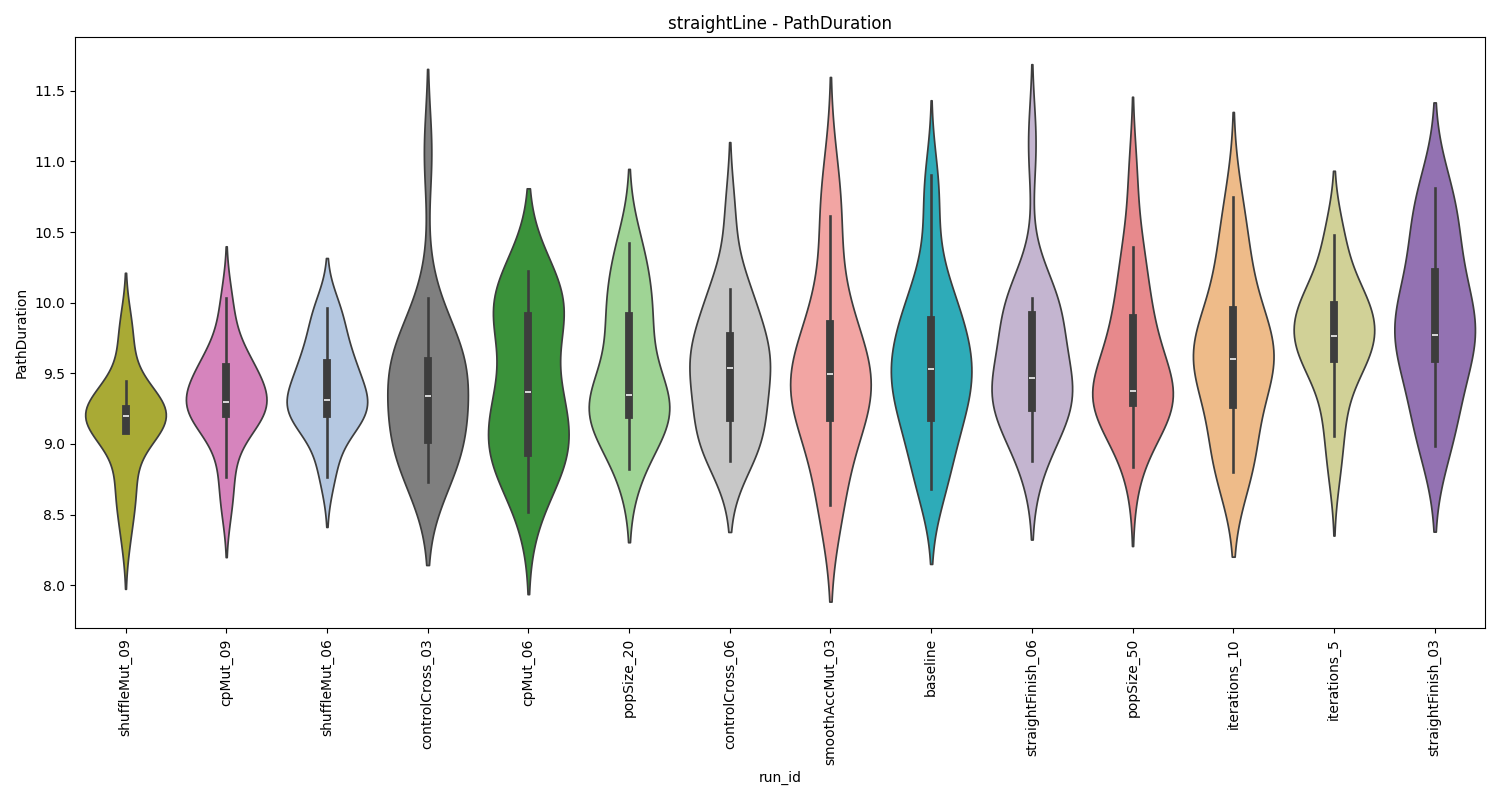 straightLine - PathDuration
PathDuration
11.5
11.0
10.5
10.0
9.5
9.0
8.5
8.0
shuffleMut_09
cpMut_09
shuffleMut_06
controlCross_03
cpMut_06
popSize_20
controlCross_06
smoothAccMut_03
baseline
straightFinish_06
popSize_50
iterations_10
iterations_5
straightFinish_03
run_id